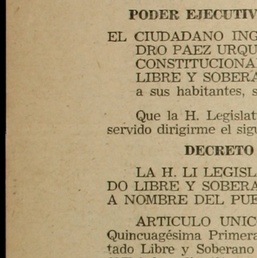 PODER EJECUTIV
EL CIUDADANO ING
DRO PAEZ URQU
CONSTITUCIONA
LIBRE Y SOBERA
a sus habitantes, s
Que la H. Legislat
servido dirigirme el sigu
DECRETO
LA H. LI LEGISL
DO LIBRE Y SOBERA
A NOMBRE DEL PUE
ARTICULO UNIC
Quincuagésima Primera
tado Libre y Soberano